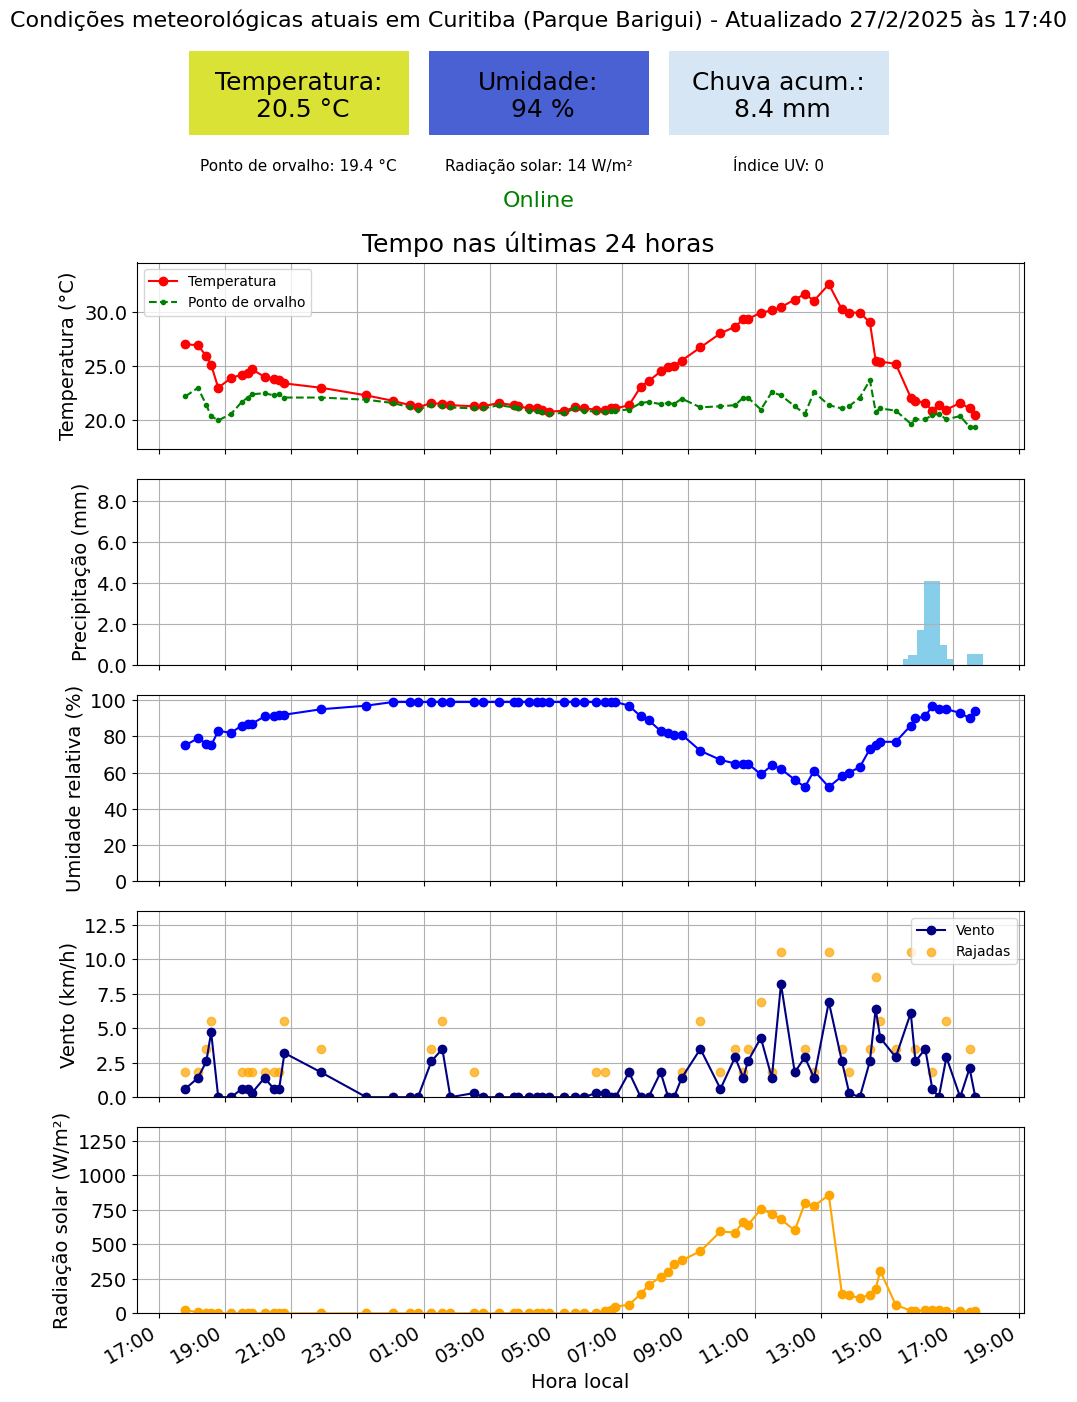 Condições meteorológicas atuais em Curitiba (Parque Barigui) - Atualizado 27/2/2025 às 17:40
Temperatura:
20.5 °C
Umidade:
94 %
Chuva acum.:
8.4 mm
Ponto de orvalho: 19.4 °C
Radiação solar: 14 W/m²
Índice UV: 0
Online
Tempo nas últimas 24 horas
Temperatura (°C)
30.0
25.0
20.0
Temperatura
Ponto de orvalho
Precipitação (mm)
8.0
6.0
4.0
2.0
0.0
Umidade relativa (%)
100
80
60
40
20
0
Vento (km/h)
12.5
10.0
7.5
5.0
2.5
0.0
Vento
Rajadas
Radiação solar (W/m²)
1250
1000
750
500
250
0
17:00
19:00
21:00
23:00
01:00
03:00
05:00
07:00
09:00
11:00
13:00
15:00
17:00
19:00
Hora local